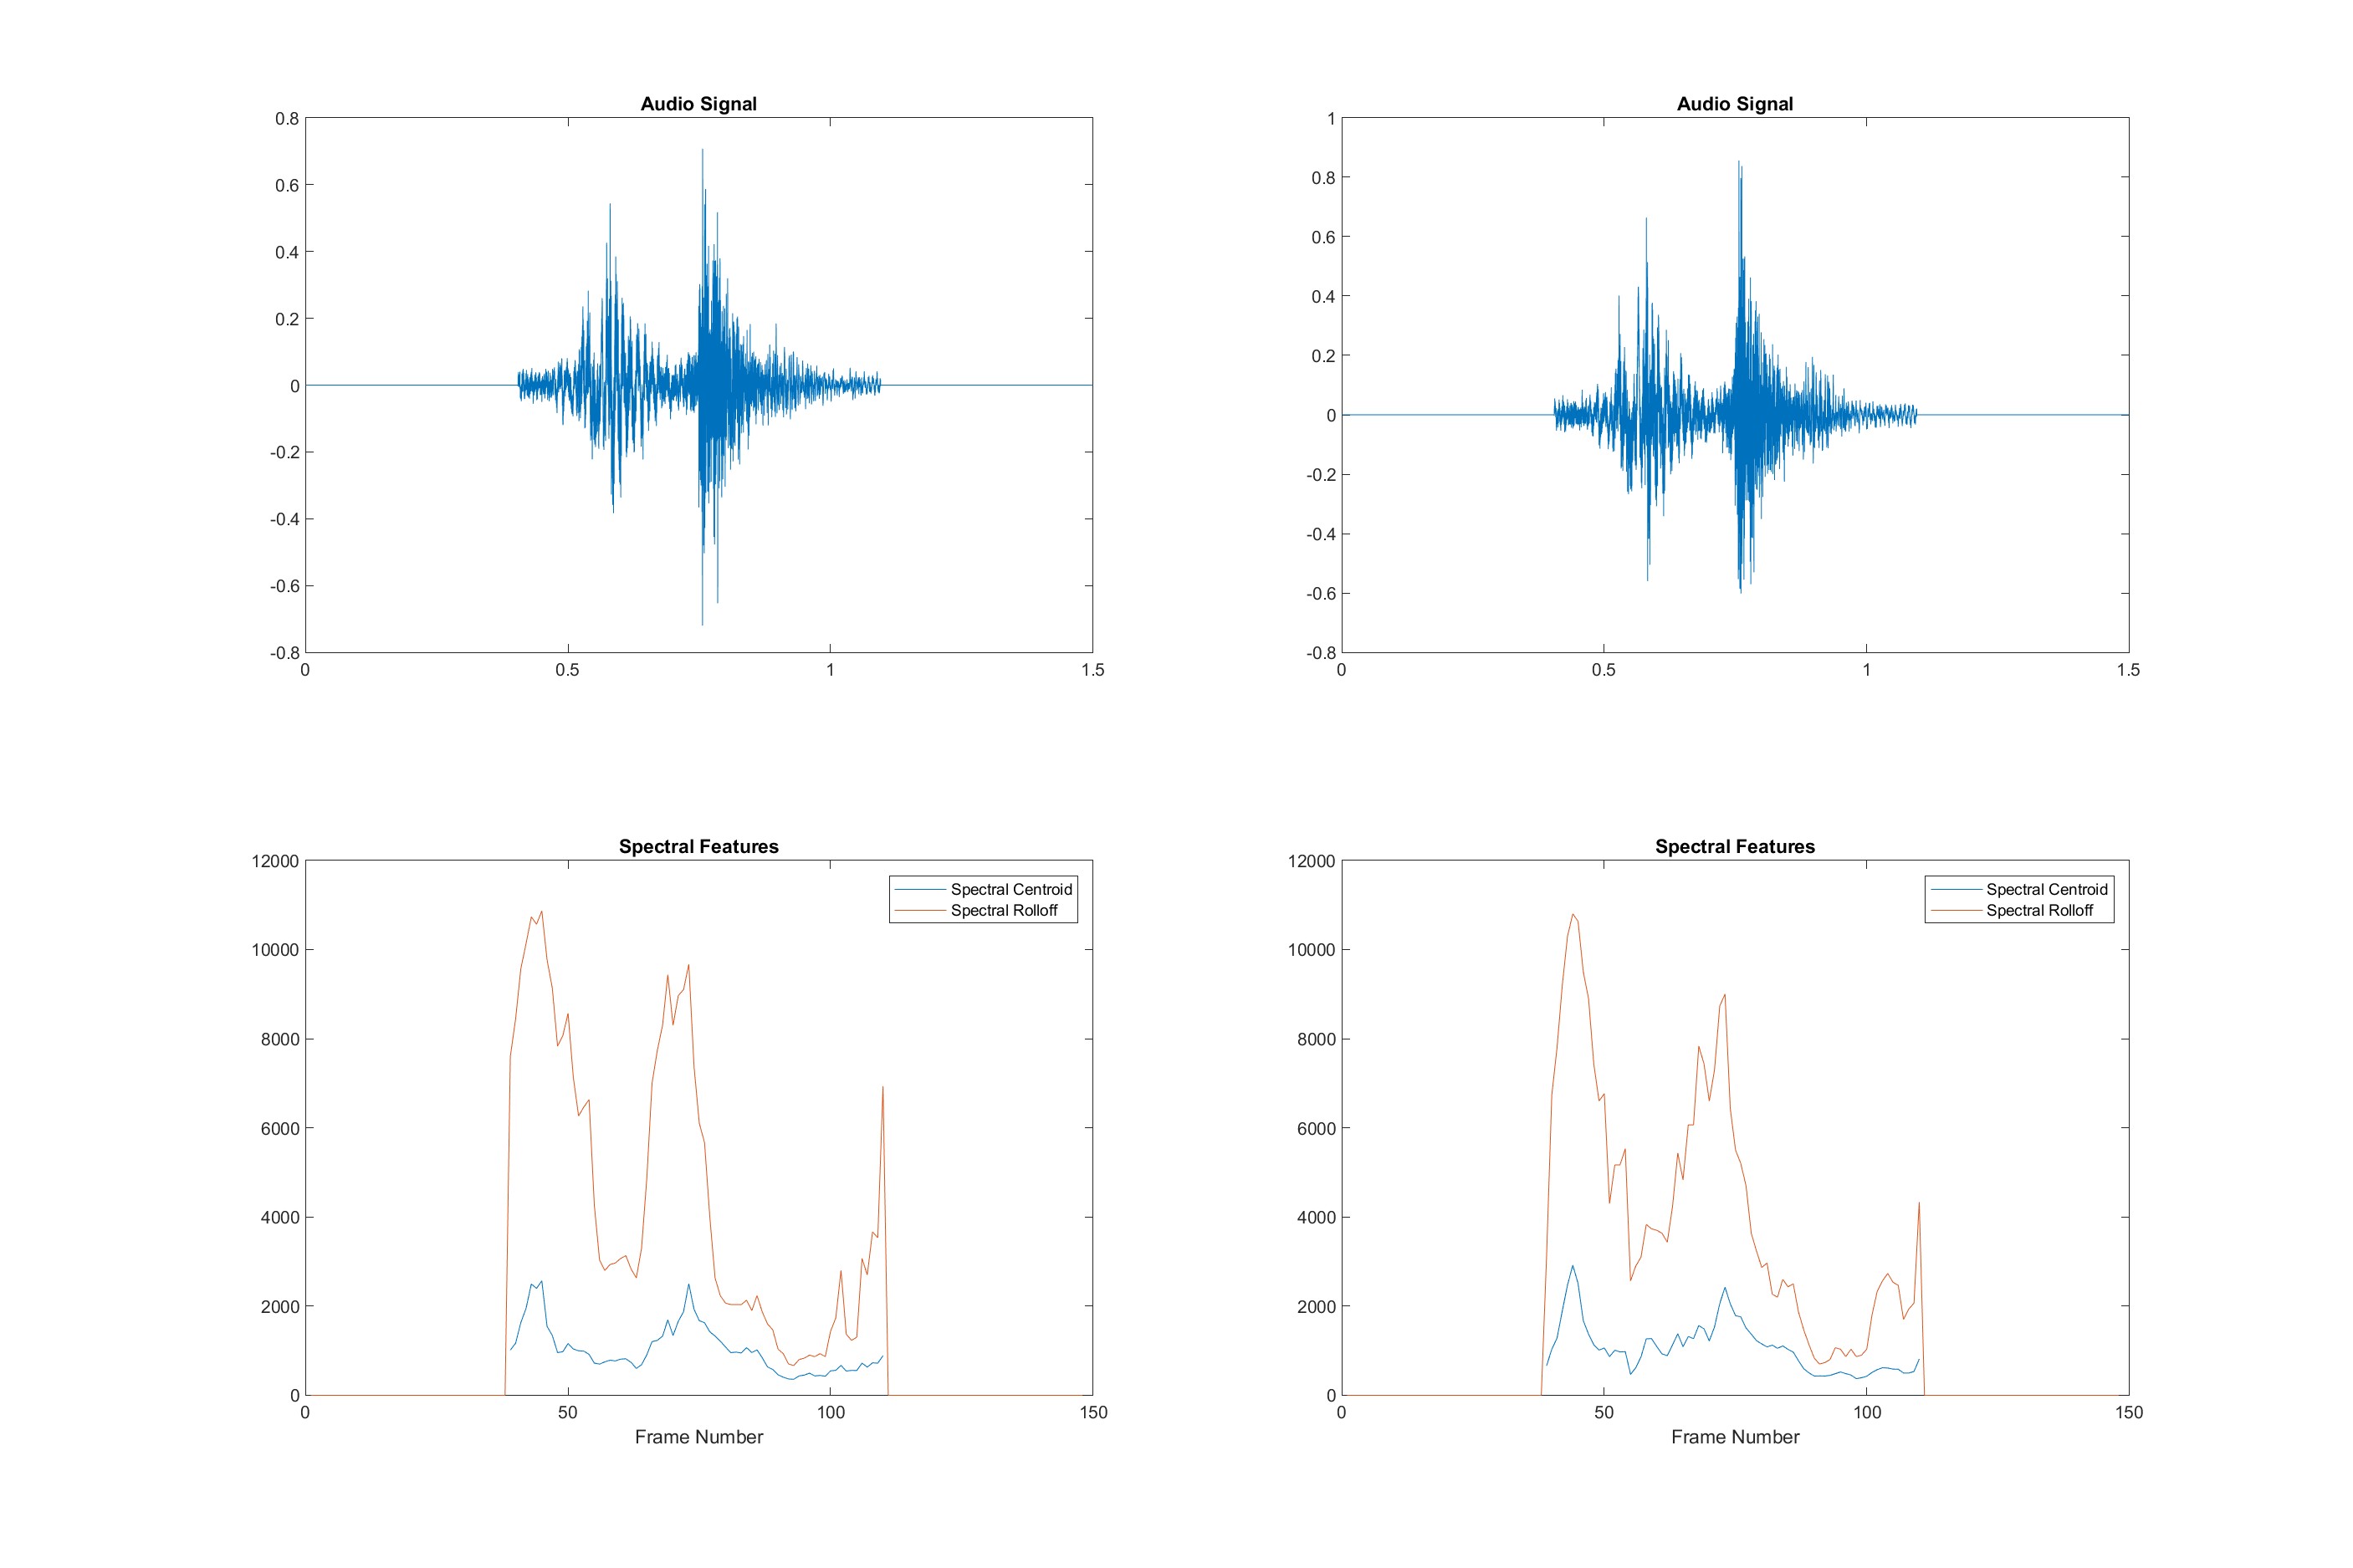 Audio Signal
0.8
0.6
0.4
0.2
0
-0.2
-0.4
-0.6
-0.8
0 0.5 1 1.5
Audio Signal
1
0.8
0.6
0.4
0.2
0
-0.2
-0.4
-0.6
-0.8
0 0.5 1 1.5
Spectral Features
12000
10000
8000
6000
4000
2000
0
Spectral Centroid
Spectral Rolloff
0 50 100 150
Frame Number
Spectral Features
12000
10000
8000
6000
4000
2000
0
Spectral Centroid
Spectral Rolloff
0 50 100 150
Frame Number